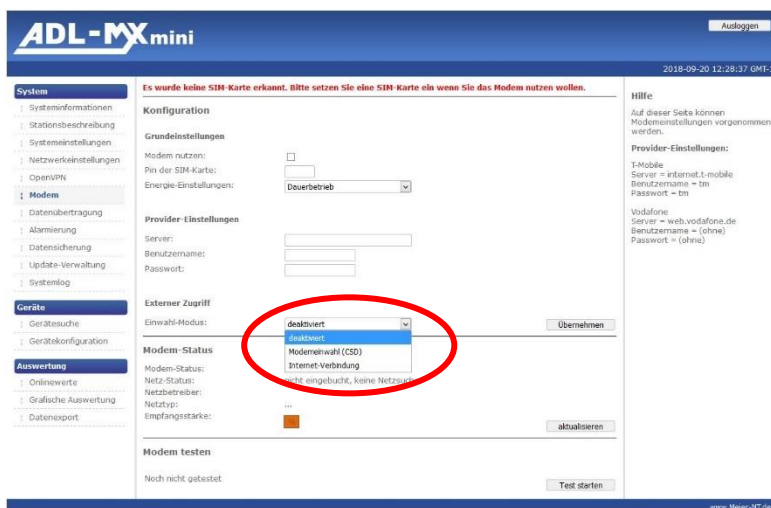 ADL-MXmini
Ausloggen
2018-09-20 12:28:37 GMT-
System
Systeminformationen
Stationsbeschreibung
Systemeinstellungen
Netzwerkeinstellungen
OpenVPN
Modem
Datenübertragung
Alarmierung
Datensicherung
Update-Verwaltung
Systemlog
Geräte
Gerätesuche
Gerätekonfiguration
Auswertung
Onlinewerte
Grafische Auswertung
Datenexport
Es wurde keine SIM-Karte erkannt. Bitte setzen Sie eine SIM-Karte ein wenn Sie das Modem nutzen wollen.
Konfiguration
Grundeinstellungen
Modem nutzen:
Pin der SIM-Karte:
Energie-Einstellungen: Dauerbetrieb
Provider-Einstellungen
Server:
Benutzername:
Passwort:
Externer Zugriff
Einwahl-Modus: deaktiviert Übernehmen
deaktiviert
Modemeinwahl (CSD)
Internet-Verbindung
Modem-Status
Modem-Status:
Netz-Status: nicht eingebucht, keine Netzsuche
Netzbetreiber:
Netztyp: ...
Empfangsstärke: aktualisieren
Modem testen
Noch nicht getestet Test starten
Hilfe
Auf dieser Seite können
Modemeinstellungen vorgenommen
werden.
Provider-Einstellungen:
T-Mobile
Server = internet.t-mobile
Benutzername = tm
Passwort = tm
Vodafone
Server = web.vodafone.de
Benutzername = (ohne)
Passwort = (ohne)
www.Meier-NT.de